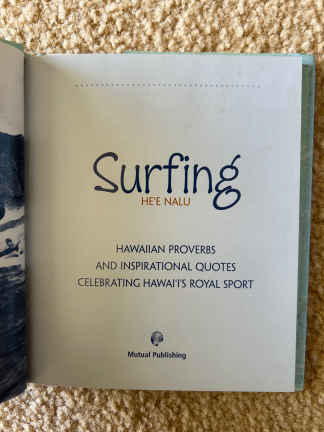 Surfing
HE'E NALU
HAWAIIAN PROVERBS
AND INSPIRATIONAL QUOTES
CELEBRATING HAWAI'I'S ROYAL SPORT
Mutual Publishing